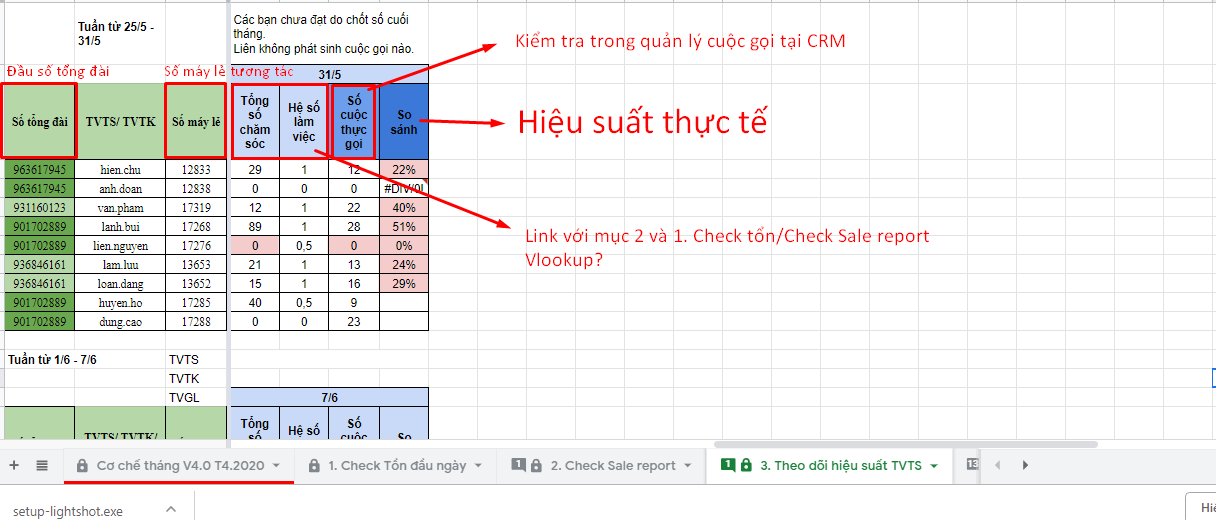 Tuần từ 25/5 -
31/5
Các bạn chưa đạt do chốt số cuối
tháng.
Liên không phát sinh cuộc gọi nào.
Kiểm tra trong quản lý cuộc gọi tại CRM
Đầu số tổng đài
Số máy lẻ tương tác
31/5
Số tổng đài TVTS/ TVTK Số máy lẻ
Tổng
số
chăm
sóc
Hệ số
làm
việc
Số
cuộc
thực
gọi
So
sánh
Hiệu suất thực tế
963617945 hien.chu 12833 29 1 12 22%
963617945 anh.doan 12838 0 0 0 #DIV/0!
931160123 van.pham 17319 12 1 22 40%
901702889 lanh.bui 17268 89 1 28 51%
901702889 lien.nguyen 17276 0 0,5 0 0%
936846161 lam.luu 13653 21 1 13 24%
936846161 loan.dang 13652 15 1 16 29%
901702889 huyen.ho 17285 40 0,5 9
901702889 dung.cao 17288 0 0 23
Link với mục 2 và 1. Check tồn/Check Sale report
Vlookup?
Tuần từ 1/6 - 7/6 TVTS
TVTK
TVGL
7/6
TVTS/ TVTK/
Tổng
số
Hệ số
Số
cuộc
So
Cơ chế tháng V4.0 T4.2020
1. Check Tồn đầu ngày
1 2. Check Sale report
1 3. Theo dõi hiệu suất TVTS
13
setup-lightshot.exe